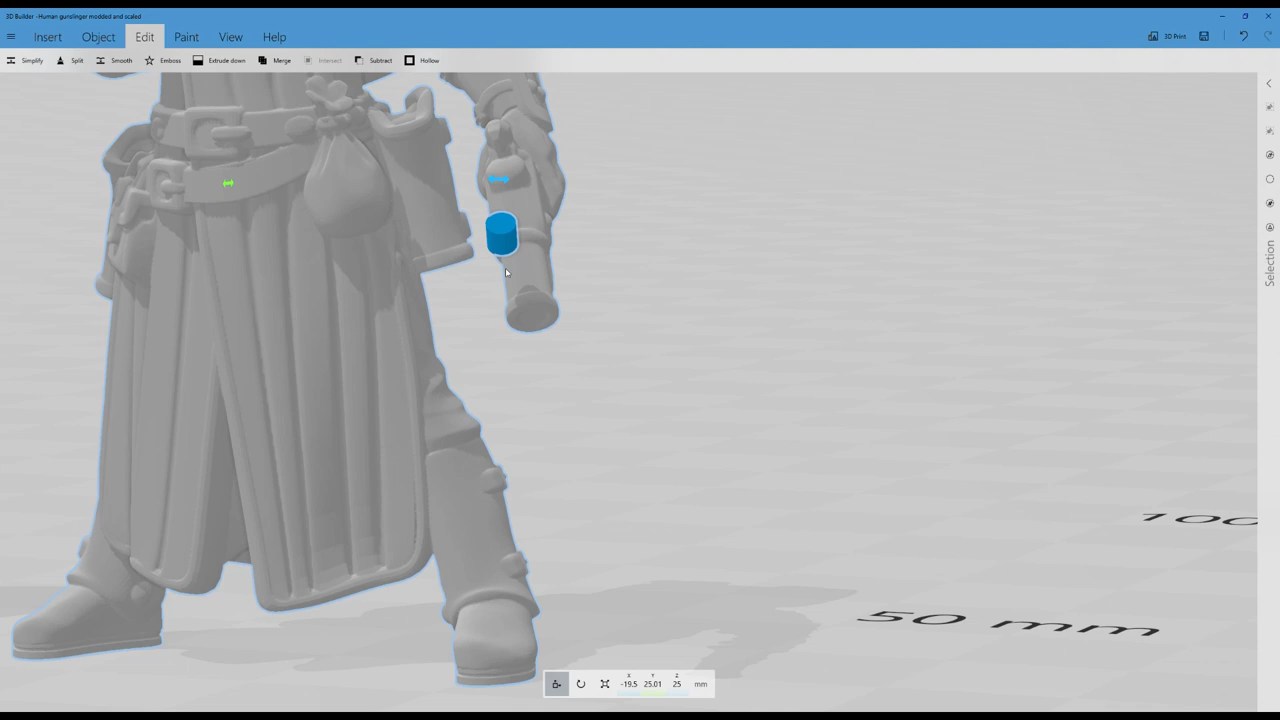 3D Builder -Human gunslinger modded and scaled
Insert Object Edit Paint View Help
3D Print
Simplify Split Smooth Emboss Extrude down Merge Intersect Subtract Hollow
Selection
100
50 mm
X Y Z
-19.5 25.01 25 mm